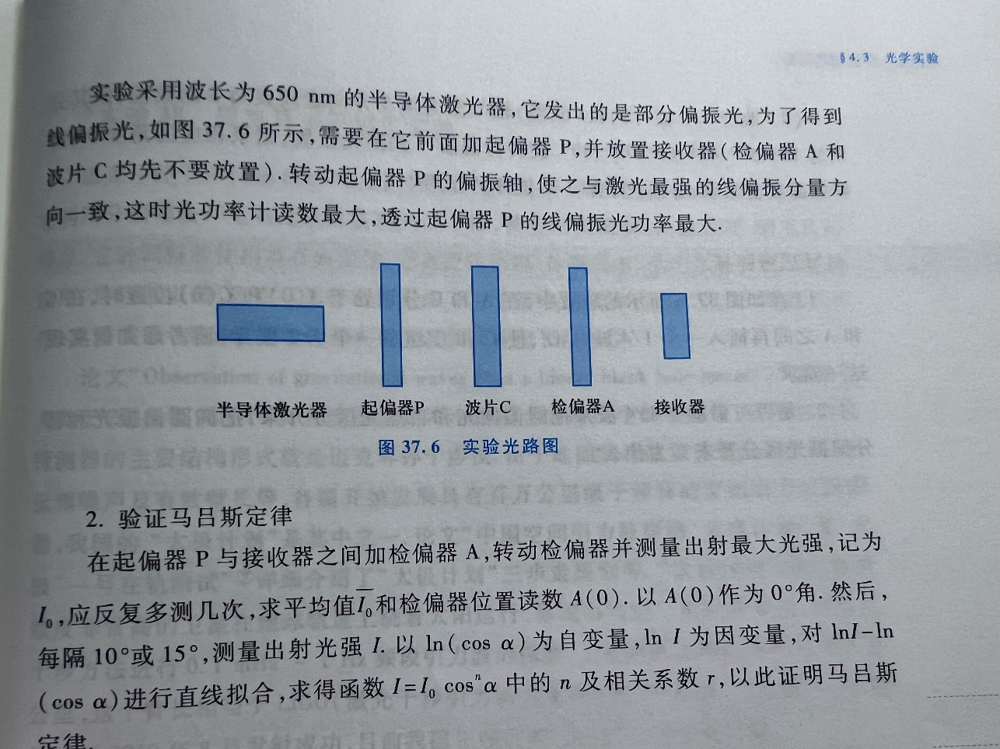 §4.3 光学实验
实验采用波长为 650 nm 的半导体激光器,它发出的是部分偏振光,为了得到
线偏振光,如图 37.6 所示,需要在它前面加起偏器 P,并放置接收器(检偏器 A 和
波片 C 均先不要放置). 转动起偏器 P 的偏振轴,使之与激光最强的线偏振分量方
向一致,这时光功率计读数最大,透过起偏器 P 的线偏振光功率最大.
半导体激光器 起偏器P 波片C 检偏器A 接收器
图 37.6 实验光路图
2. 验证马吕斯定律
在起偏器 P 与接收器之间加检偏器 A,转动检偏器并测量出射最大光强,记为
I₀,应反复多测几次,求平均值I̅₀和检偏器位置读数 A(0). 以 A(0)作为 0°角. 然后,
每隔 10°或 15°,测量出射光强 I. 以 ln(cos α)为自变量,ln I 为因变量,对 lnI-ln
(cos α)进行直线拟合,求得函数 I=I₀ cosⁿα 中的 n 及相关系数 r,以此证明马吕斯
定律.